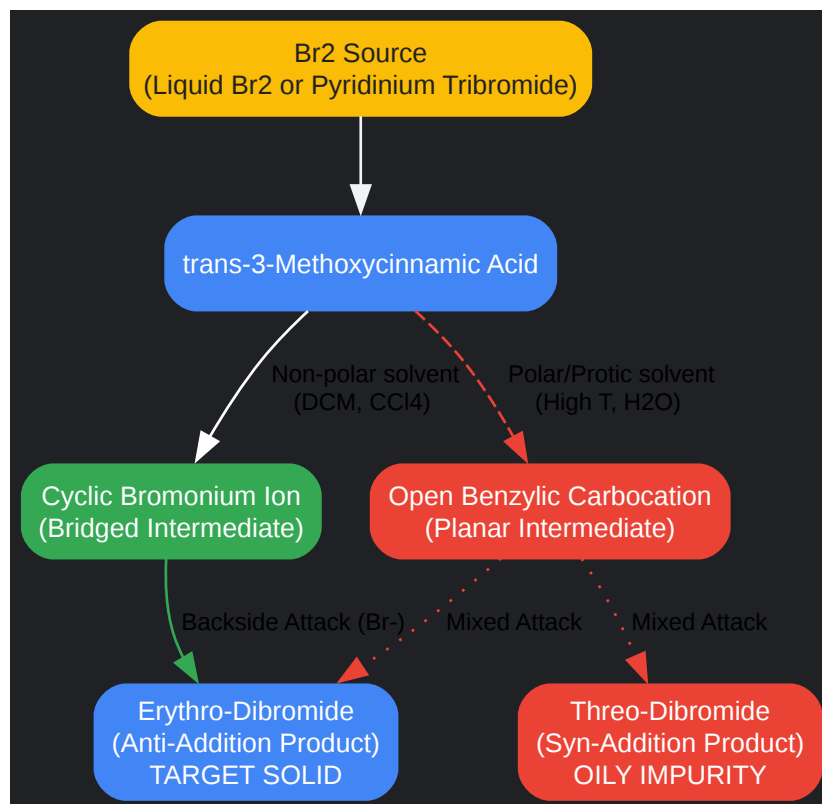 Br2 Source
(Liquid Br2 or Pyridinium Tribromide)
trans-3-Methoxycinnamic Acid
Non-polar solvent
(DCM, CCl4)
Polar/Protic solvent
(High T, H2O)
Cyclic Bromonium Ion
(Bridged Intermediate)
Open Benzylic Carbocation
(Planar Intermediate)
Backside Attack (Br-)
Mixed Attack
Mixed Attack
Erythro-Dibromide
(Anti-Addition Product)
TARGET SOLID
Threo-Dibromide
(Syn-Addition Product)
OILY IMPURITY